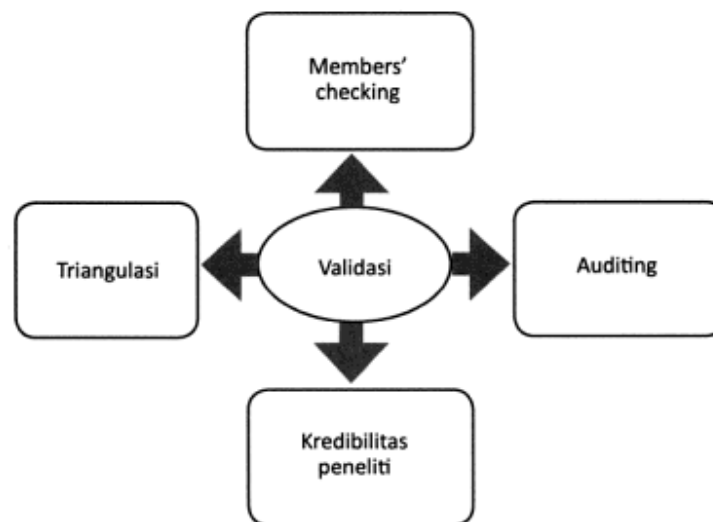 Members’
checking
Triangulasi
Validasi
Auditing
Kredibilitas
peneliti